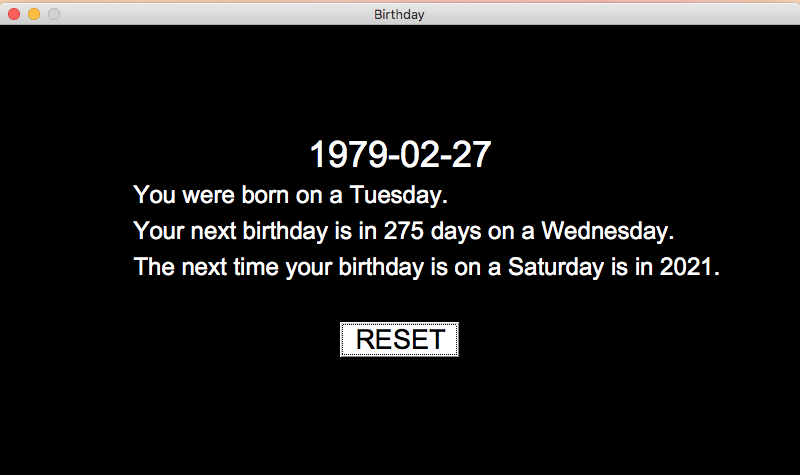 Birthday
1979-02-27
You were born on a Tuesday.
Your next birthday is in 275 days on a Wednesday.
The next time your birthday is on a Saturday is in 2021.
RESET